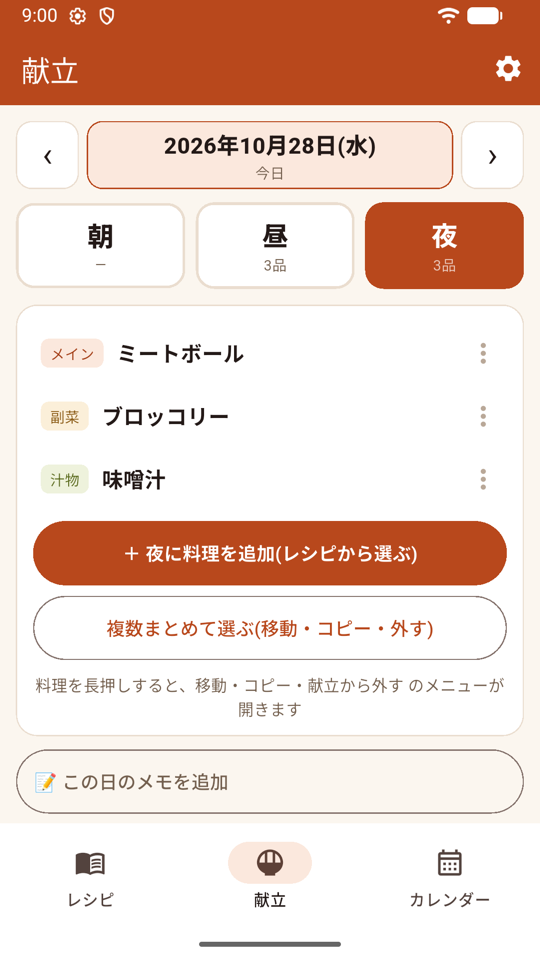 9:00
献立
‹
2026年10月28日(水)
今日
›
朝
–
昼
3品
夜
3品
メイン ミートボール
副菜 ブロッコリー
汁物 味噌汁
＋ 夜に料理を追加(レシピから選ぶ)
複数まとめて選ぶ(移動・コピー・外す)
料理を長押しすると、移動・コピー・献立から外す のメニューが
開きます
📝 この日のメモを追加
レシピ
献立
カレンダー